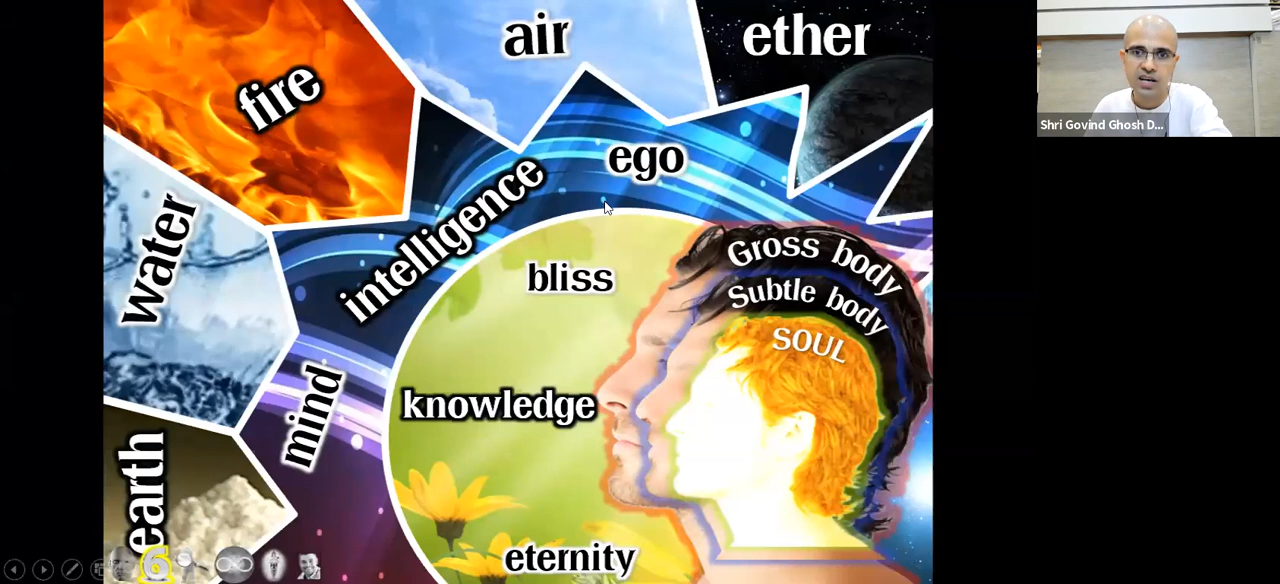 fire
air
ether
Shri Govind Ghosh D...
water
intelligence
ego
mind
bliss
Gross body
Subtle body
SOUL
knowledge
earth
eternity
6